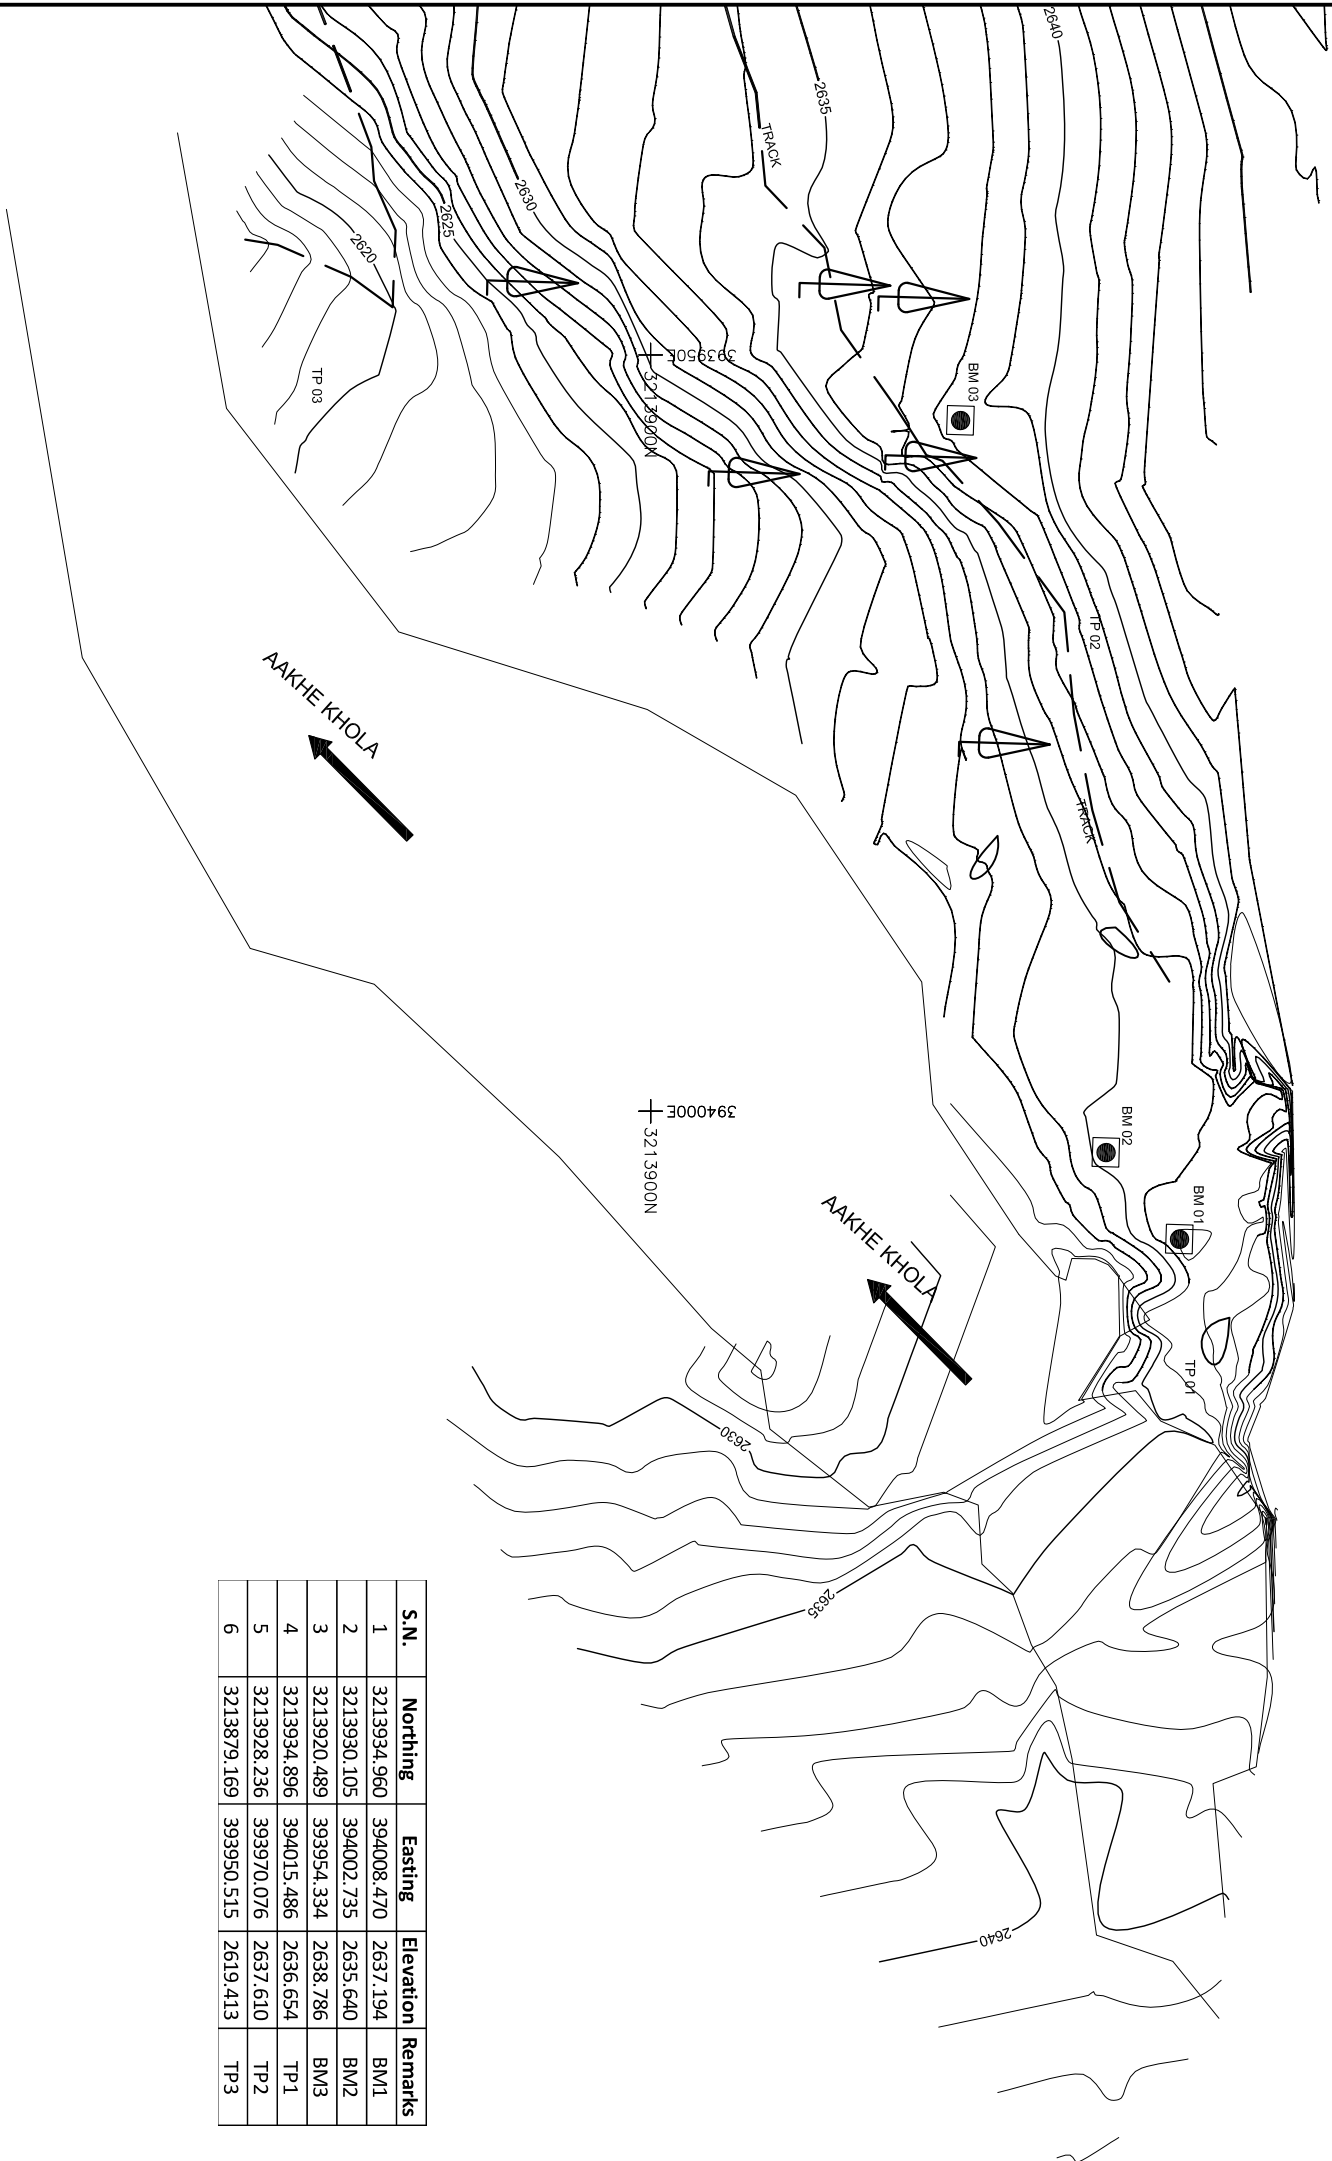 2640
2635
TRACK
2630
2625
2620
BM 03
393950E
3213900N
TP 03
TP 02
AAKHE KHOLA
TRACK
394000E
3213900N
BM 02
BM 01
AAKHE KHOLA
TP 01
2630
2635
2640
S.N. Northing Easting Elevation Remarks
1 3213934.960 394008.470 2637.194 BM1
2 3213930.105 394002.735 2635.640 BM2
3 3213920.489 393954.334 2638.786 BM3
4 3213934.896 394015.486 2636.654 TP1
5 3213928.236 393970.076 2637.610 TP2
6 3213879.169 393950.515 2619.413 TP3